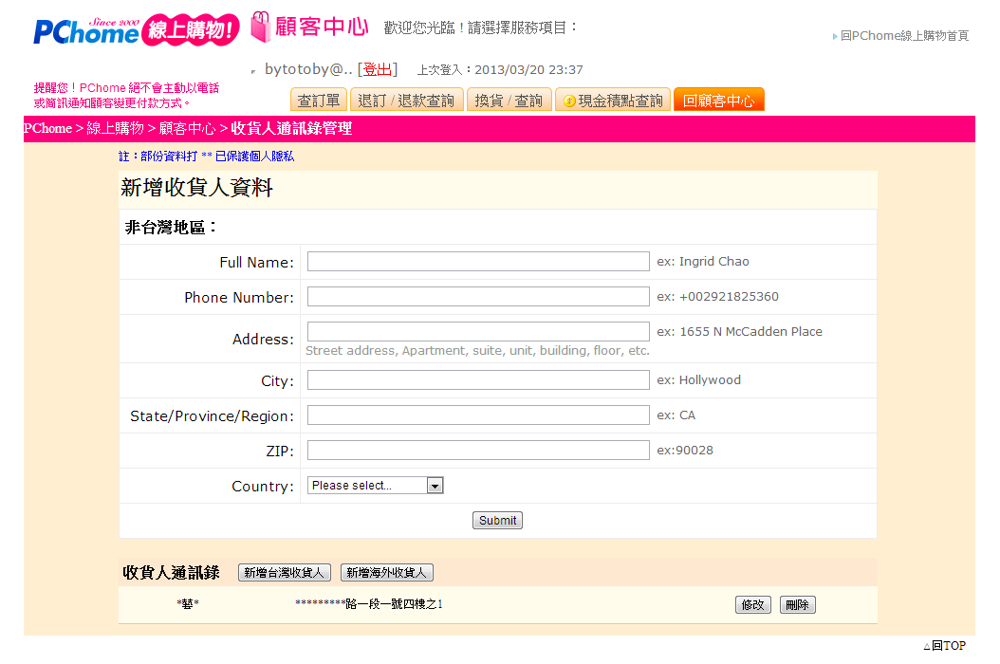 PChome Since 2000 線上購物! 顧客中心 歡迎您光臨！請選擇服務項目：
回PChome線上購物首頁
bytotoby@.. [登出] 上次登入：2013/03/20 23:37
提醒您！PChome 絕不會主動以電話
或簡訊通知顧客變更付款方式。
查訂單 退訂 / 退款查詢 換貨 / 查詢 現金積點查詢 回顧客中心
PChome > 線上購物 > 顧客中心 > 收貨人通訊錄管理
註：部份資料打 ** 已保護個人隱私
新增收貨人資料
非台灣地區：
Full Name: ex: Ingrid Chao
Phone Number: ex: +002921825360
Address: ex: 1655 N McCadden Place
Street address, Apartment, suite, unit, building, floor, etc.
City: ex: Hollywood
State/Province/Region: ex: CA
ZIP: ex:90028
Country: Please select...
Submit
收貨人通訊錄 新增台灣收貨人 新增海外收貨人
*藝* *********路一段一號四樓之1 修改 刪除
△回TOP